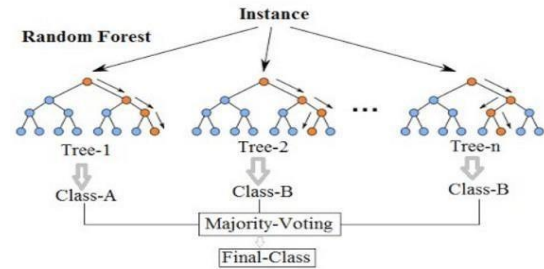 Instance
Random Forest
...
Tree-1 Tree-2 Tree-n
Class-A Class-B Class-B
Majority-Voting
Final-Class